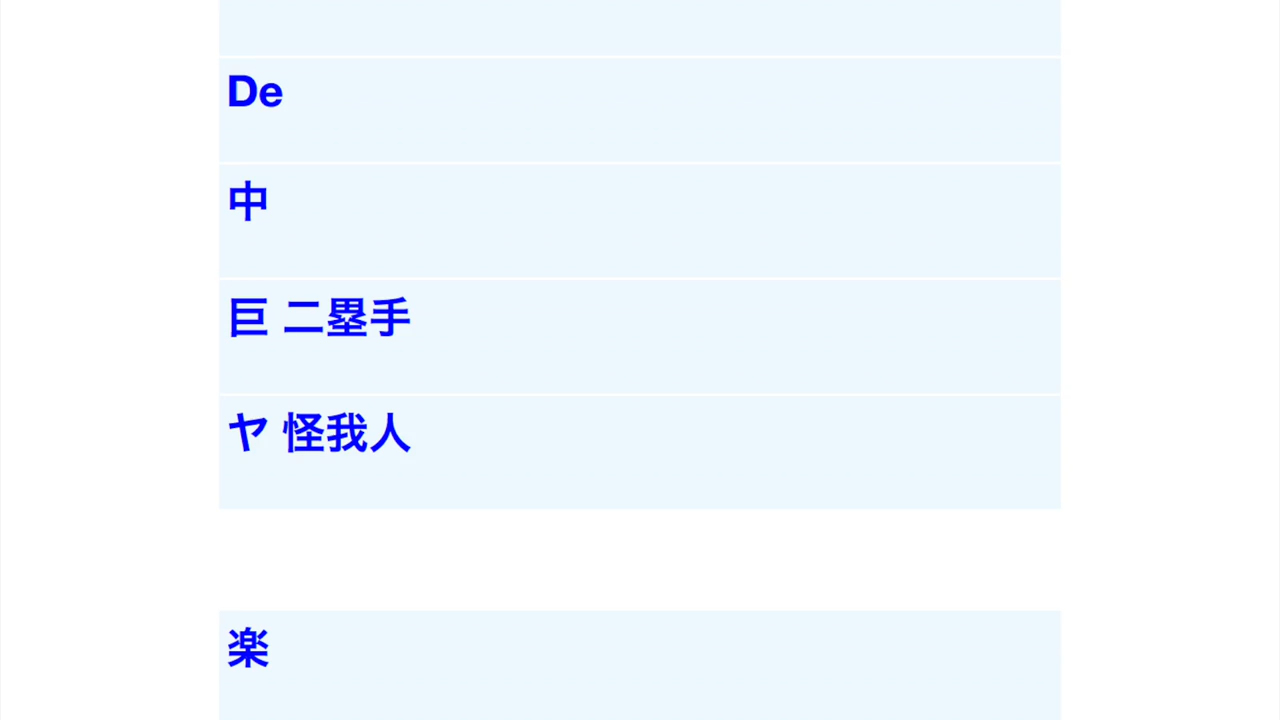 De
中
巨 二塁手
ヤ 怪我人
楽